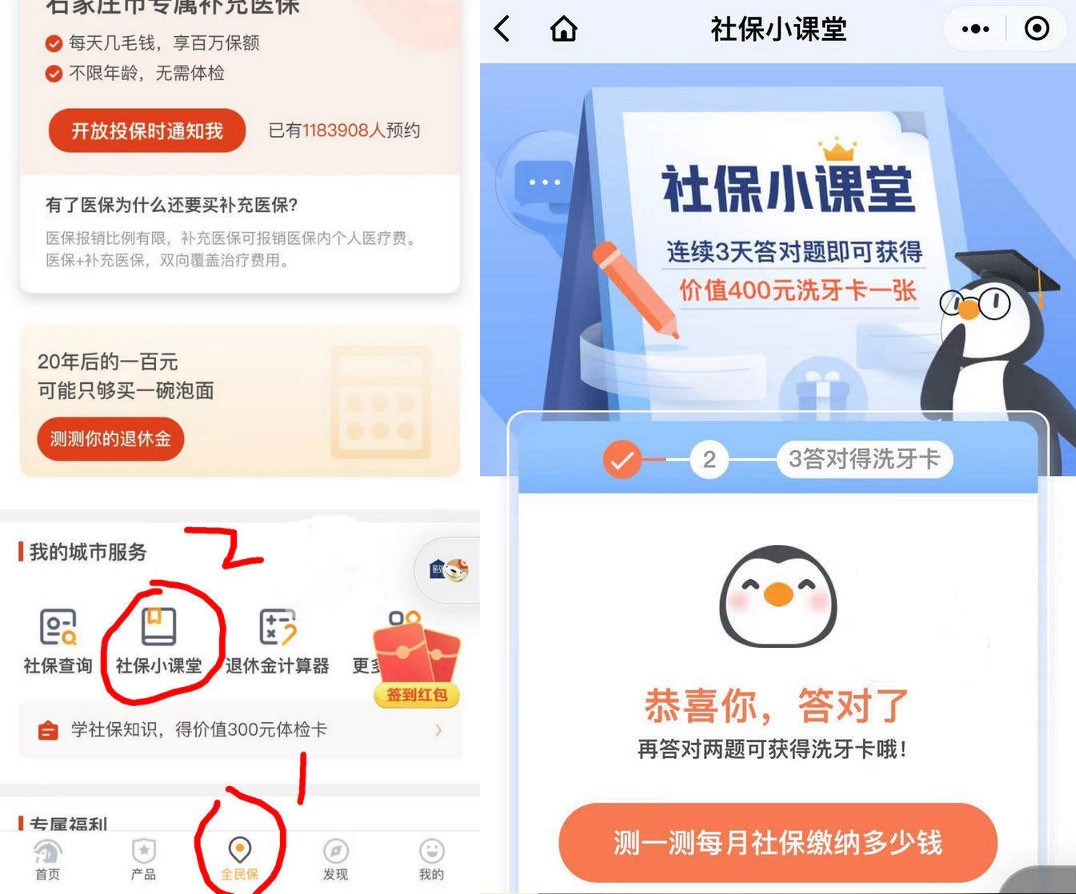 石家庄市专属补充医保
每天几毛钱，享百万保额
不限年龄，无需体检
开放投保时通知我
已有1183908人预约
有了医保为什么还要买补充医保?
医保报销比例有限，补充医保可报销医保内个人医疗费。
医保+补充医保，双向覆盖治疗费用。
20年后的一百元
可能只够买一碗泡面
测测你的退休金
我的城市服务
2
社保查询
社保小课堂
退休金计算器
更多
签到红包
学社保知识，得价值300元体检卡
1
专属福利
首页
产品
全民保
发现
我的
社保小课堂
社保小课堂
连续3天答对题即可获得
价值400元洗牙卡一张
2
3答对得洗牙卡
恭喜你，答对了
再答对两题可获得洗牙卡哦!
测一测每月社保缴纳多少钱